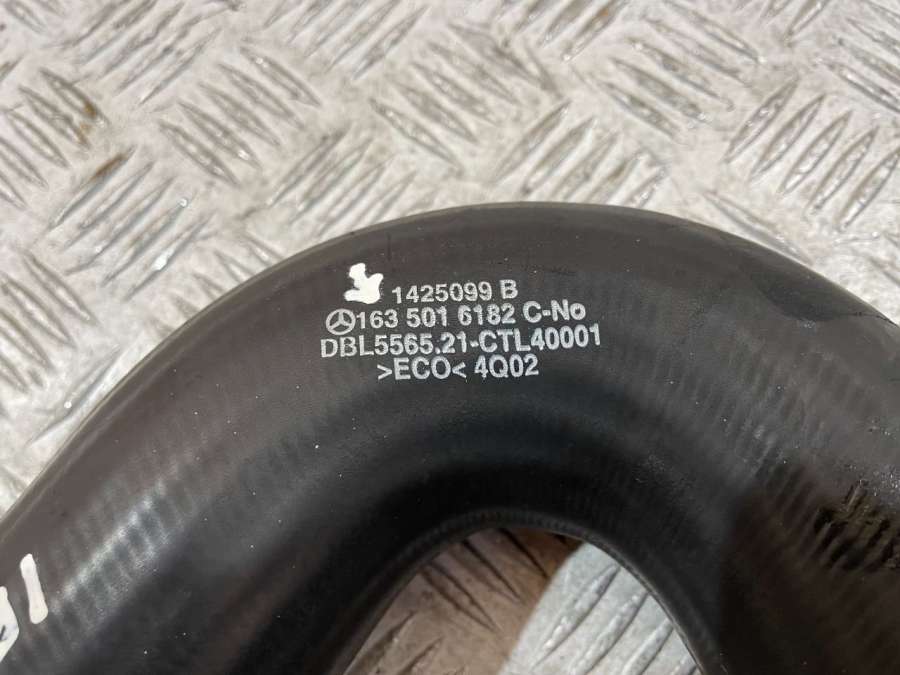 1425099 B
163 501 6182 C-No
DBL5565.21-CTL40001
>ECO< 4Q02